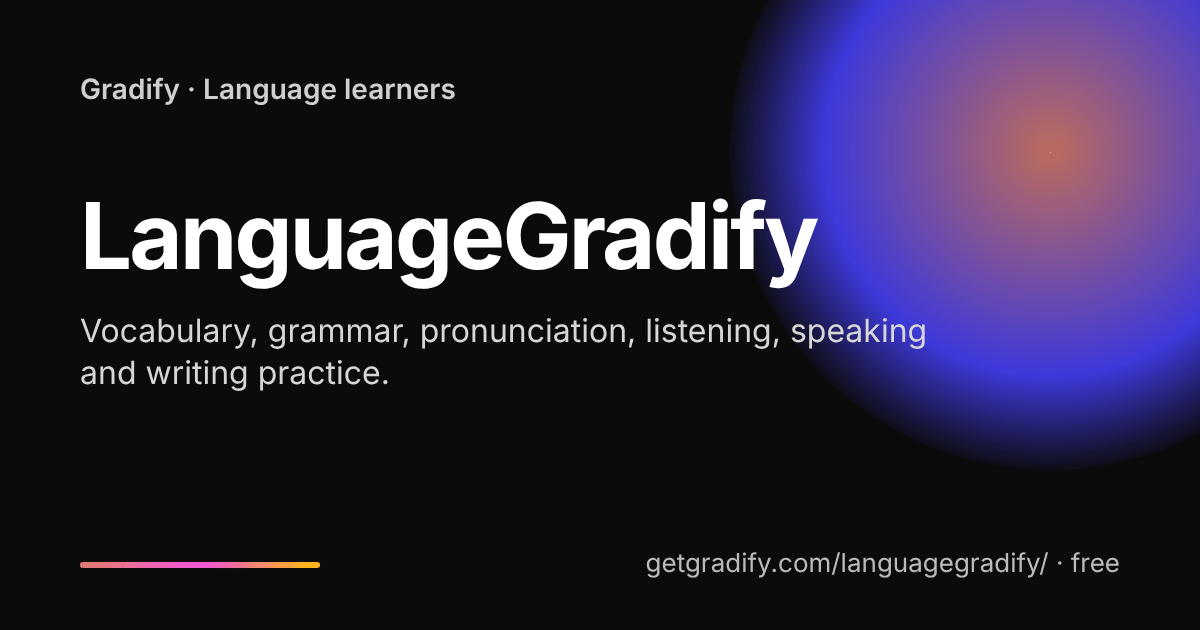 Gradify · Language learners
LanguageGradify
Vocabulary, grammar, pronunciation, listening, speaking
and writing practice.
getgradify.com/languagegradify/ · free